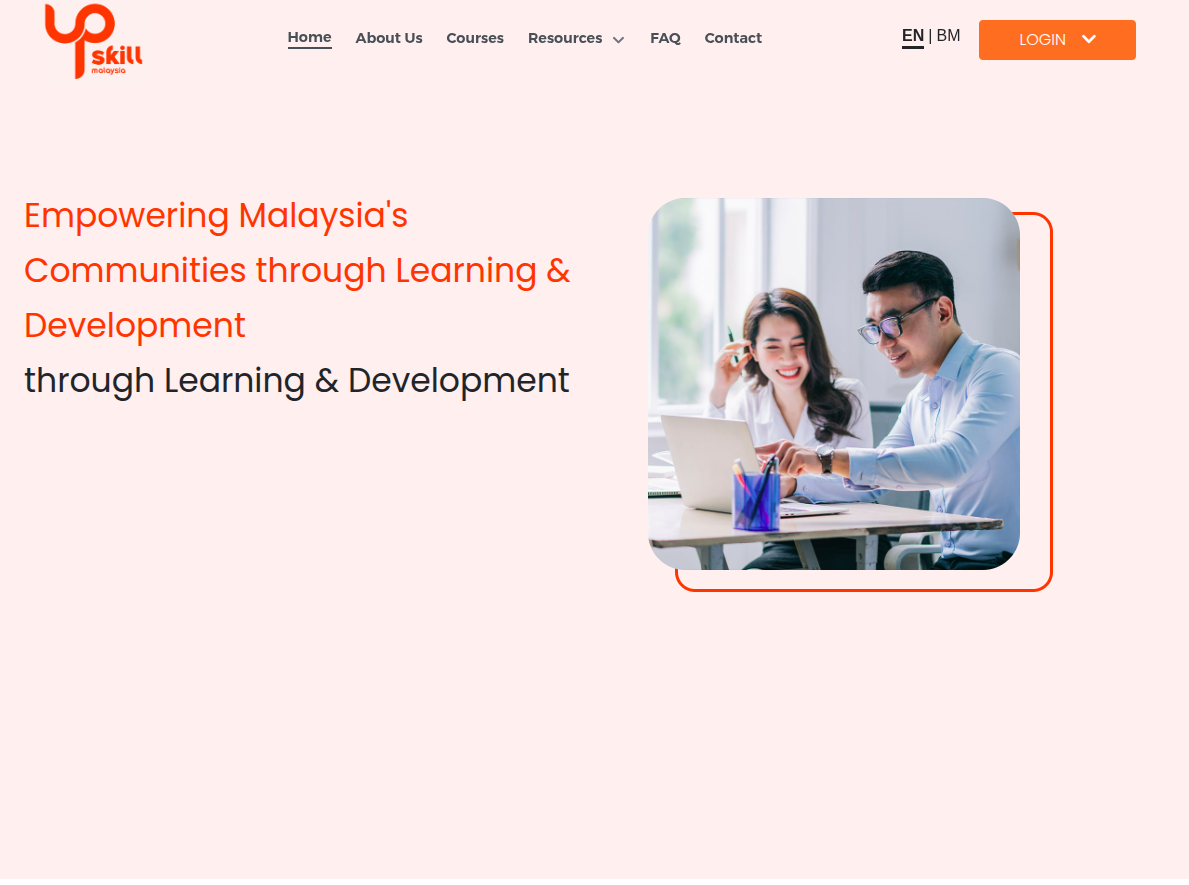 UP
skill
malaysia
Home About Us Courses Resources FAQ Contact EN | BM LOGIN
Empowering Malaysia's
Communities through Learning &
Development
through Learning & Development